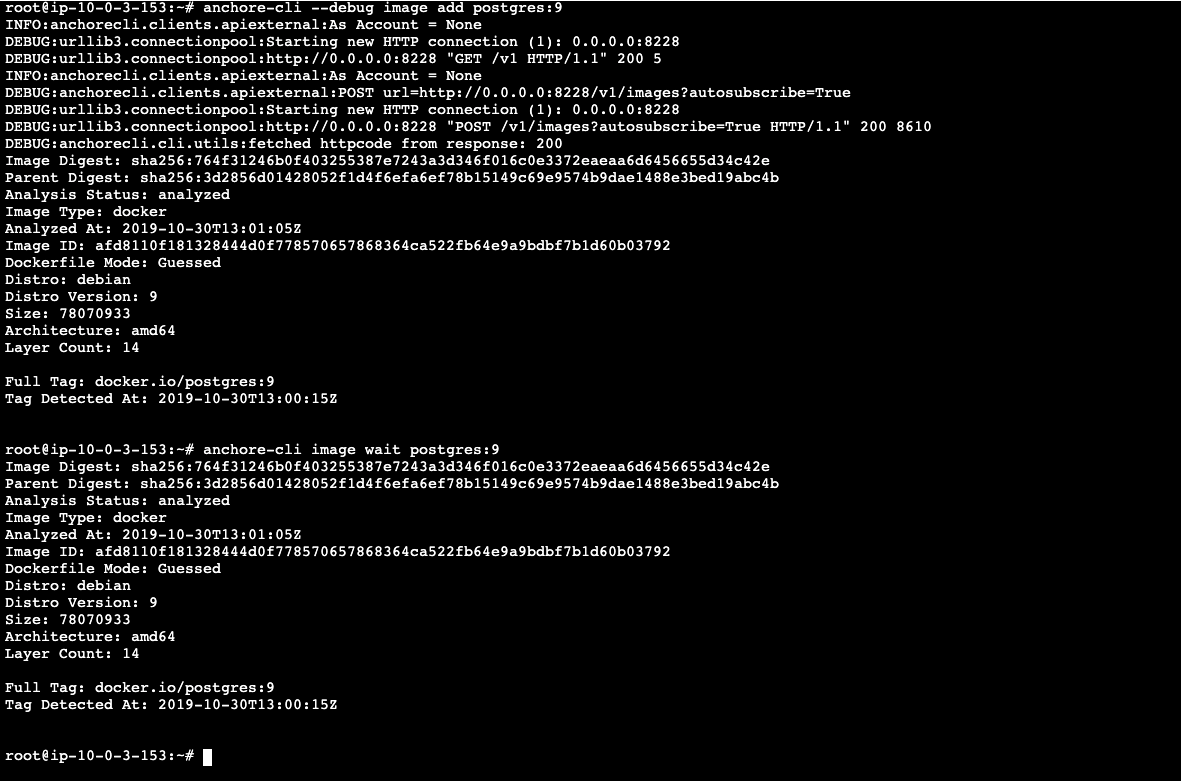 root@ip-10-0-3-153:~# anchore-cli --debug image add postgres:9
INFO:anchorecli.clients.apiexternal:As Account = None
DEBUG:urllib3.connectionpool:Starting new HTTP connection (1): 0.0.0.0:8228
DEBUG:urllib3.connectionpool:http://0.0.0.0:8228 "GET /v1 HTTP/1.1" 200 5
INFO:anchorecli.clients.apiexternal:As Account = None
DEBUG:anchorecli.clients.apiexternal:POST url=http://0.0.0.0:8228/v1/images?autosubscribe=True
DEBUG:urllib3.connectionpool:Starting new HTTP connection (1): 0.0.0.0:8228
DEBUG:urllib3.connectionpool:http://0.0.0.0:8228 "POST /v1/images?autosubscribe=True HTTP/1.1" 200 8610
DEBUG:anchorecli.cli.utils:fetched httpcode from response: 200
Image Digest: sha256:764f31246b0f403255387e7243a3d346f016c0e3372eaeaa6d6456655d34c42e
Parent Digest: sha256:3d2856d01428052f1d4f6efa6ef78b15149c69e9574b9dae1488e3bed19abc4b
Analysis Status: analyzed
Image Type: docker
Analyzed At: 2019-10-30T13:01:05Z
Image ID: afd8110f181328444d0f778570657868364ca522fb64e9a9bdbf7b1d60b03792
Dockerfile Mode: Guessed
Distro: debian
Distro Version: 9
Size: 78070933
Architecture: amd64
Layer Count: 14
Full Tag: docker.io/postgres:9
Tag Detected At: 2019-10-30T13:00:15Z
root@ip-10-0-3-153:~# anchore-cli image wait postgres:9
Image Digest: sha256:764f31246b0f403255387e7243a3d346f016c0e3372eaeaa6d6456655d34c42e
Parent Digest: sha256:3d2856d01428052f1d4f6efa6ef78b15149c69e9574b9dae1488e3bed19abc4b
Analysis Status: analyzed
Image Type: docker
Analyzed At: 2019-10-30T13:01:05Z
Image ID: afd8110f181328444d0f778570657868364ca522fb64e9a9bdbf7b1d60b03792
Dockerfile Mode: Guessed
Distro: debian
Distro Version: 9
Size: 78070933
Architecture: amd64
Layer Count: 14
Full Tag: docker.io/postgres:9
Tag Detected At: 2019-10-30T13:00:15Z
root@ip-10-0-3-153:~#